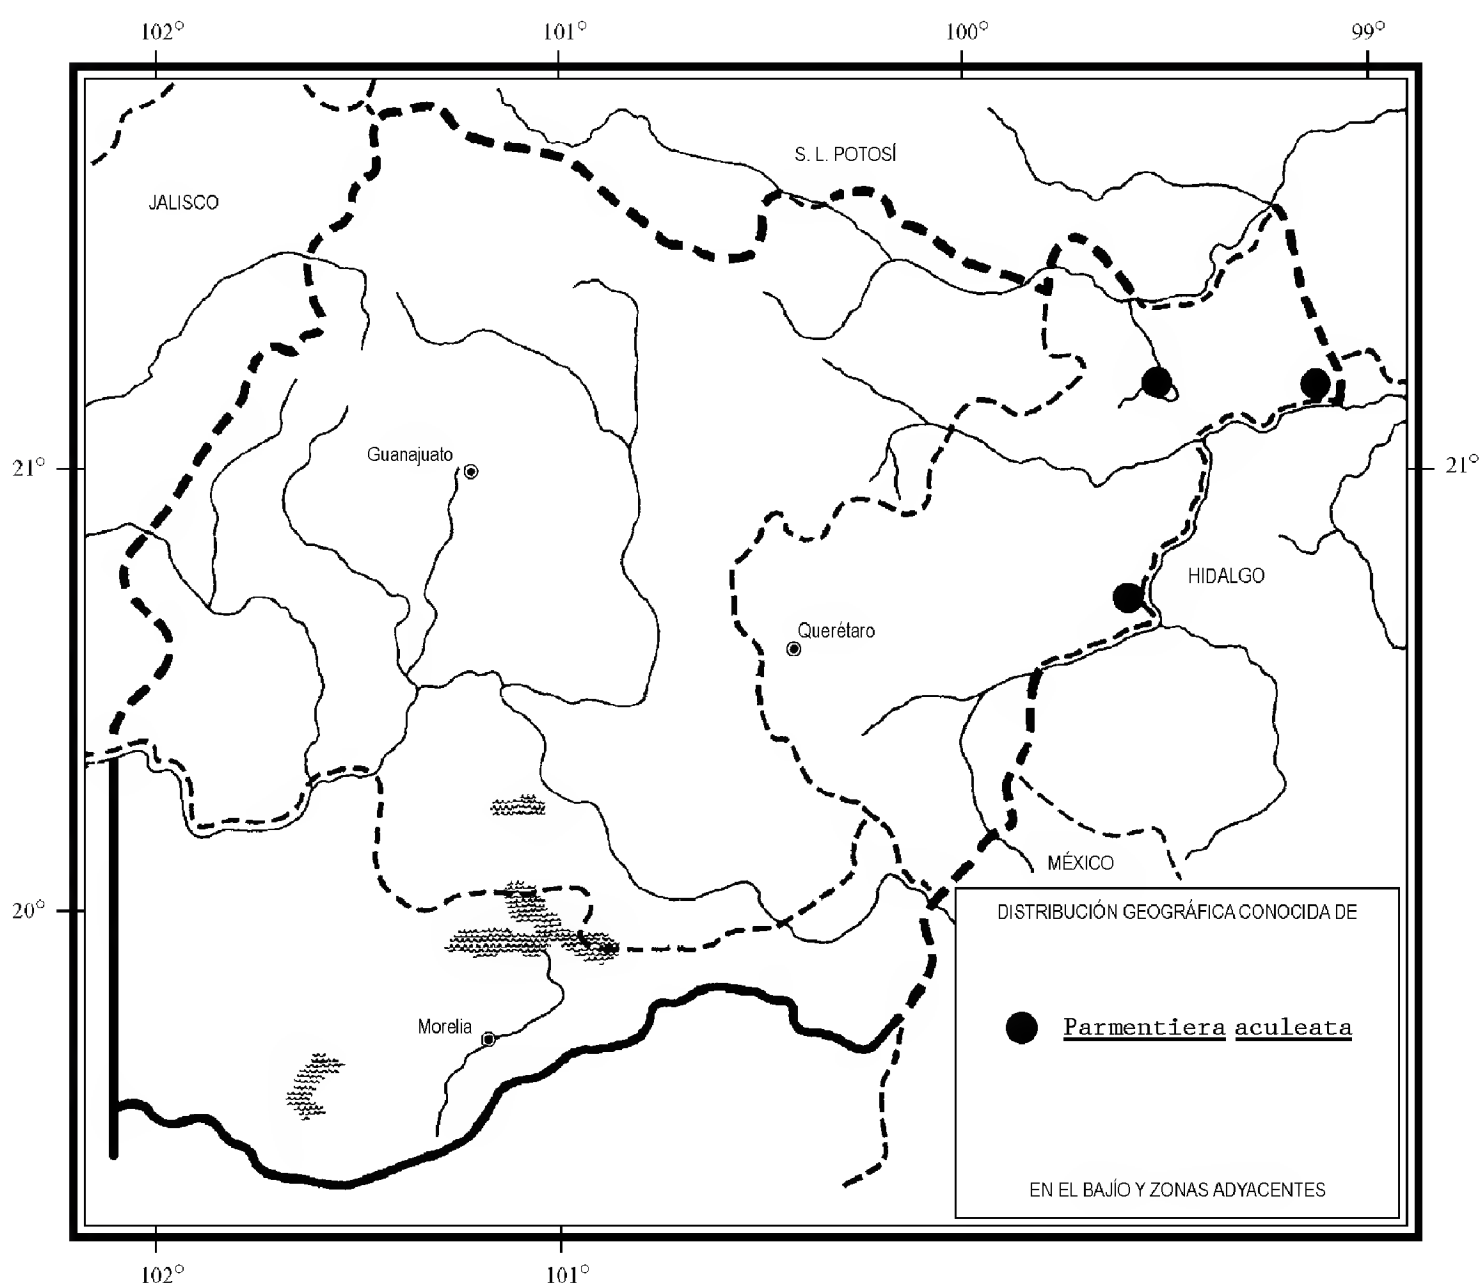 102° 101° 100° 99°
S. L. POTOSÍ
JALISCO
Guanajuato
21° 21°
HIDALGO
Querétaro
MÉXICO
20°
DISTRIBUCIÓN GEOGRÁFICA CONOCIDA DE
Morelia
Parmentiera aculeata
EN EL BAJÍO Y ZONAS ADYACENTES
102° 101°